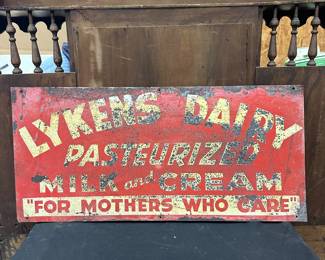 LYKENS DAIRY
PASTEURIZED
MILK and CREAM
"FOR MOTHERS WHO CARE"